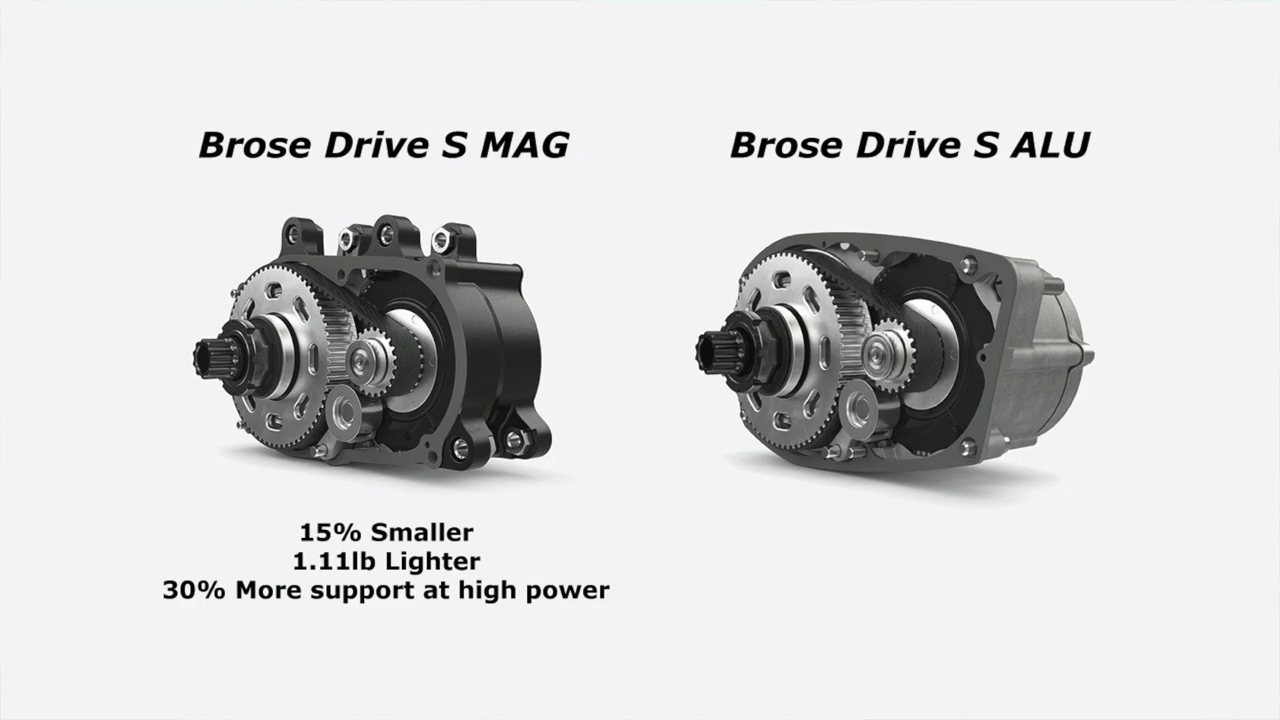 Brose Drive S MAG
Brose Drive S ALU
15% Smaller
1.11lb Lighter
30% More support at high power